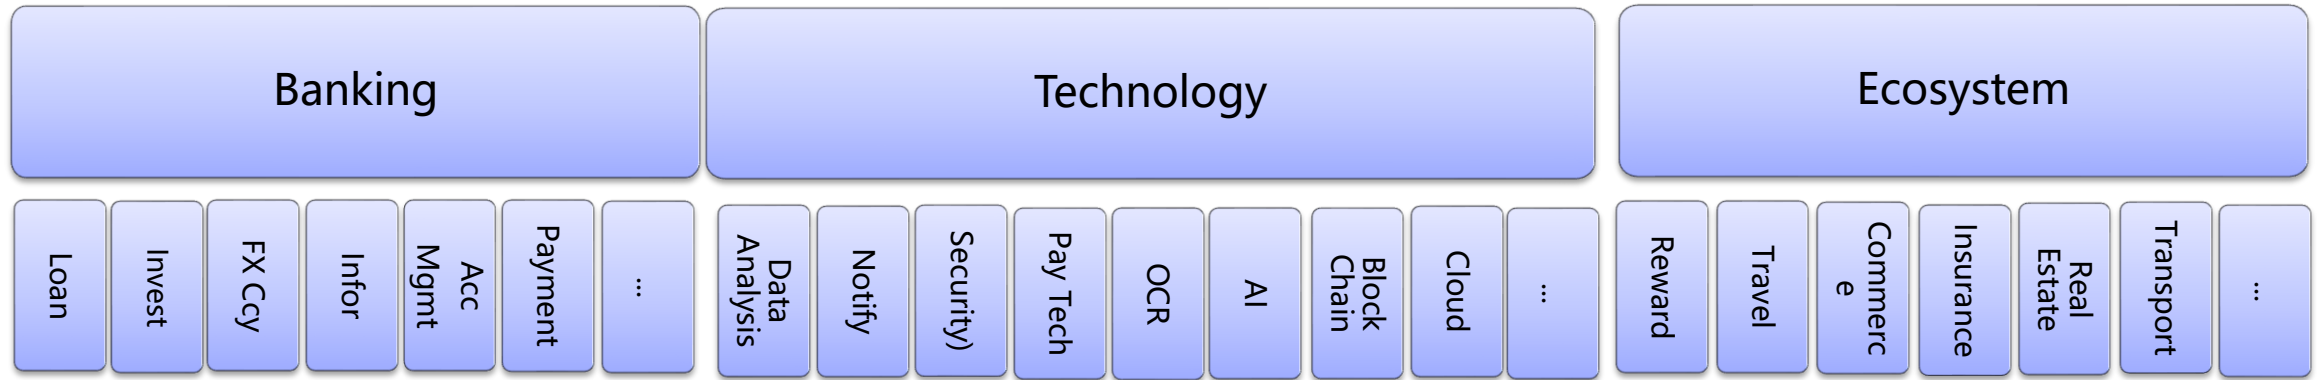 Banking
Technology
Ecosystem
Loan
Invest
FX Ccy
Infor
Acc
Mgmt
Payment
...
Data
Analysis
Notify
Security)
Pay Tech
OCR
AI
Block
Chain
Cloud
...
Reward
Travel
Commerc
e
Insurance
Real
Estate
Transport
...